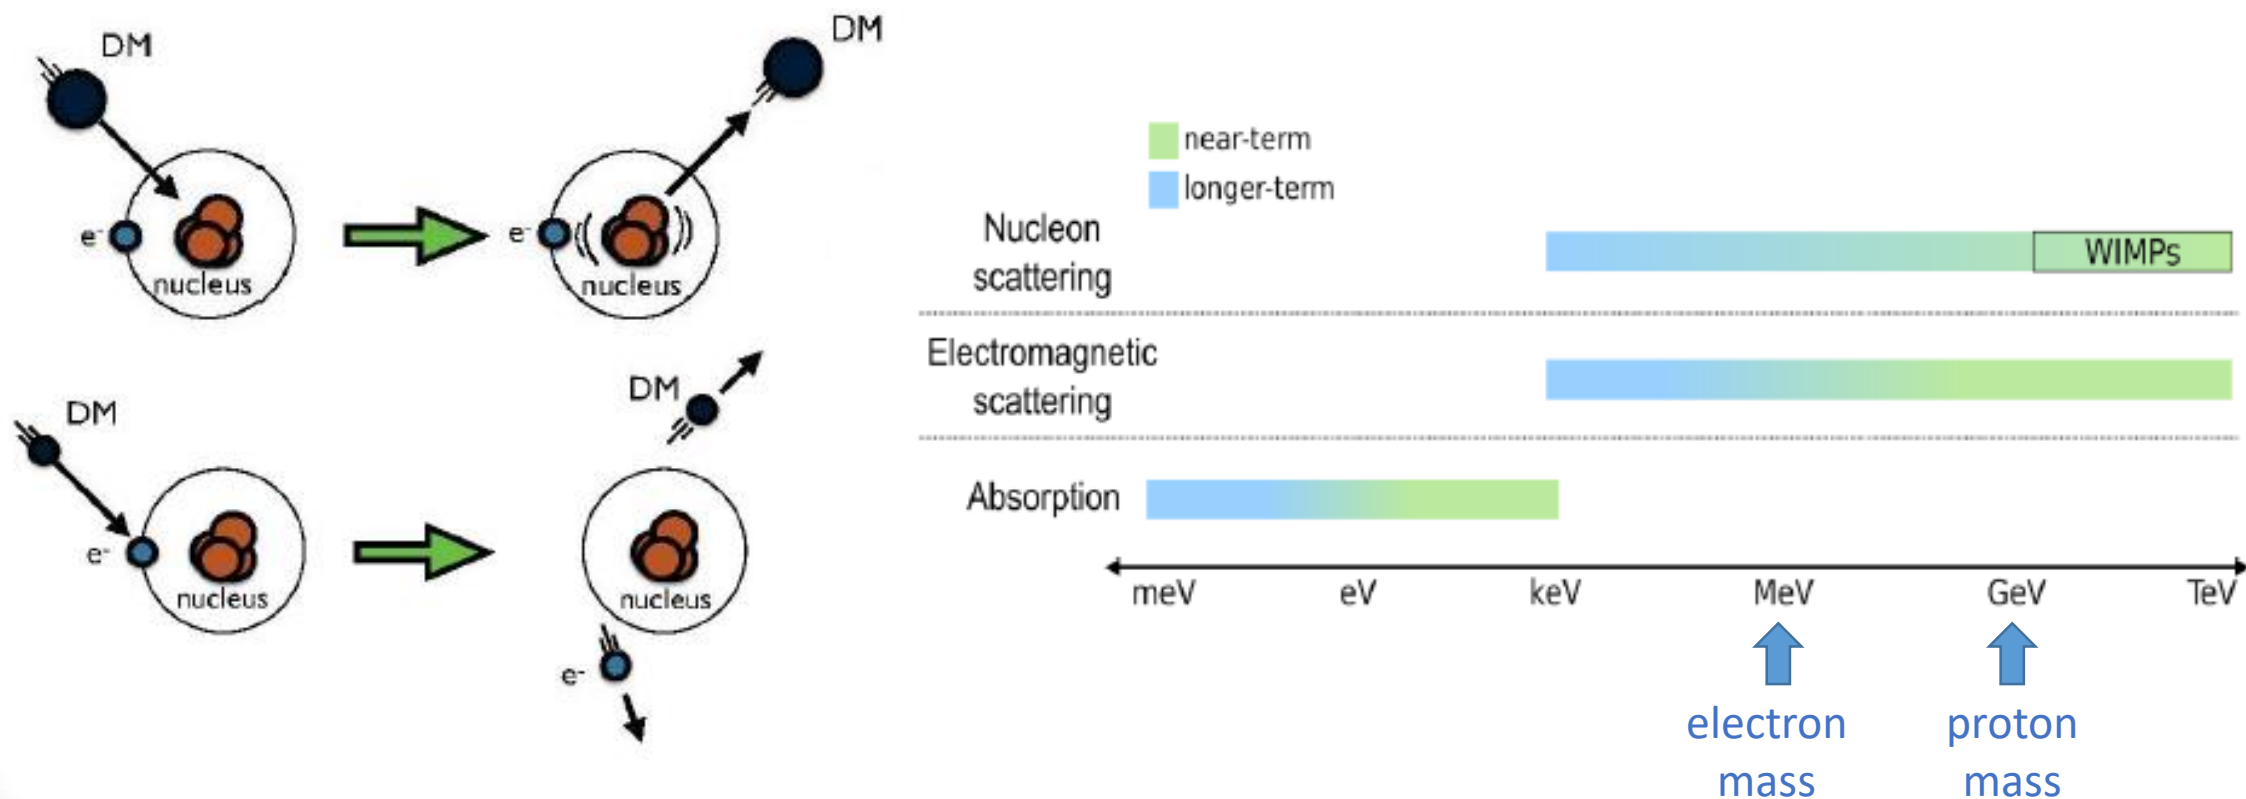 DM
DM
e-
nucleus
e-
nucleus
DM
e-
nucleus
DM
nucleus
e-
near-term
longer-term
Nucleon
scattering
WIMPs
Electromagnetic
scattering
Absorption
meV eV keV MeV GeV TeV
electron
mass
proton
mass